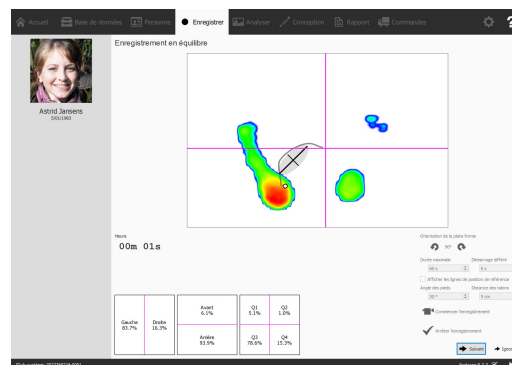 Accueil Base de données Personne Enregistrer Analyser Conception Rapport Commandes
Enregistrement en équilibre
Astrid Jansens
5/01/1993
Heure
00m 01s
Gauche
83.7%
Droite
16.3%
Avant
6.1%
Arrière
93.9%
Q1
5.1%
Q2
1.0%
Q3
78.6%
Q4
15.3%
Orientation de la plate forme
90°
Durée maximale Démarrage différé
60 s 0 s
Afficher les lignes de position de référence
Angle des pieds Distance des talons
30 ° 5 cm
Commencer l'enregistrement
Arrêter l'enregistrement
Suivant